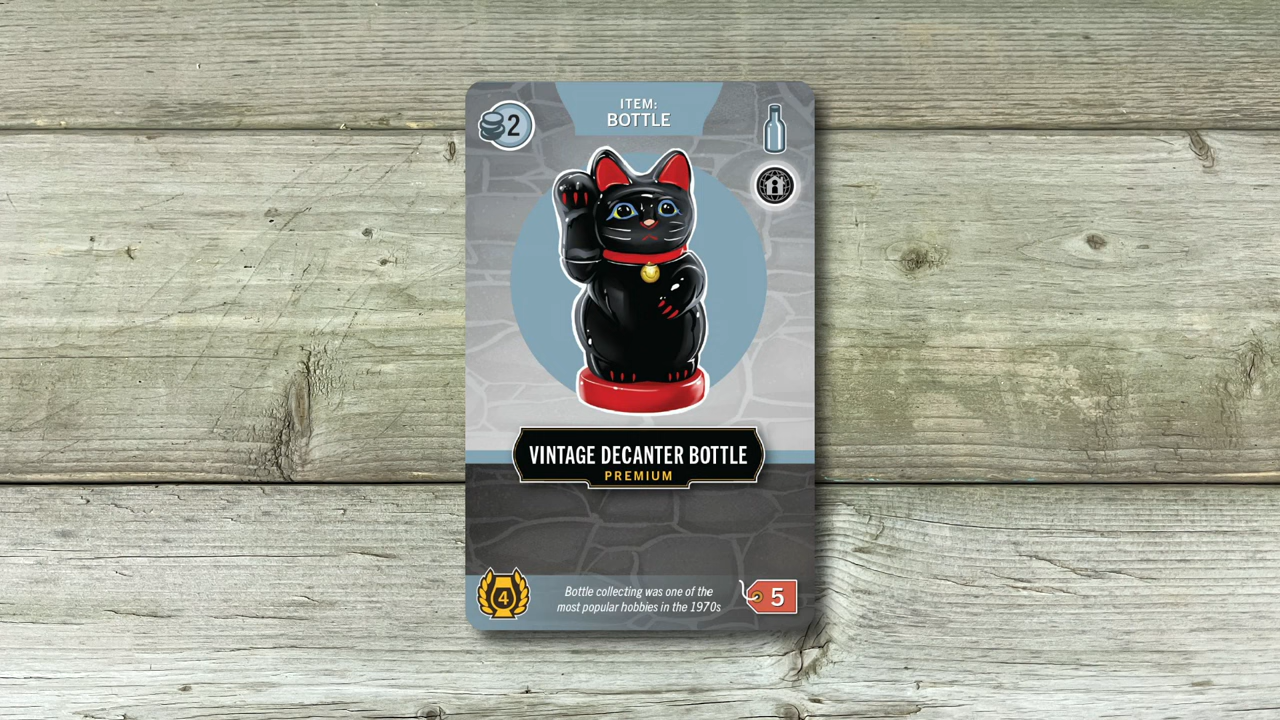 ITEM:
BOTTLE
2
VINTAGE DECANTER BOTTLE
PREMIUM
4
Bottle collecting was one of the
most popular hobbies in the 1970s
5